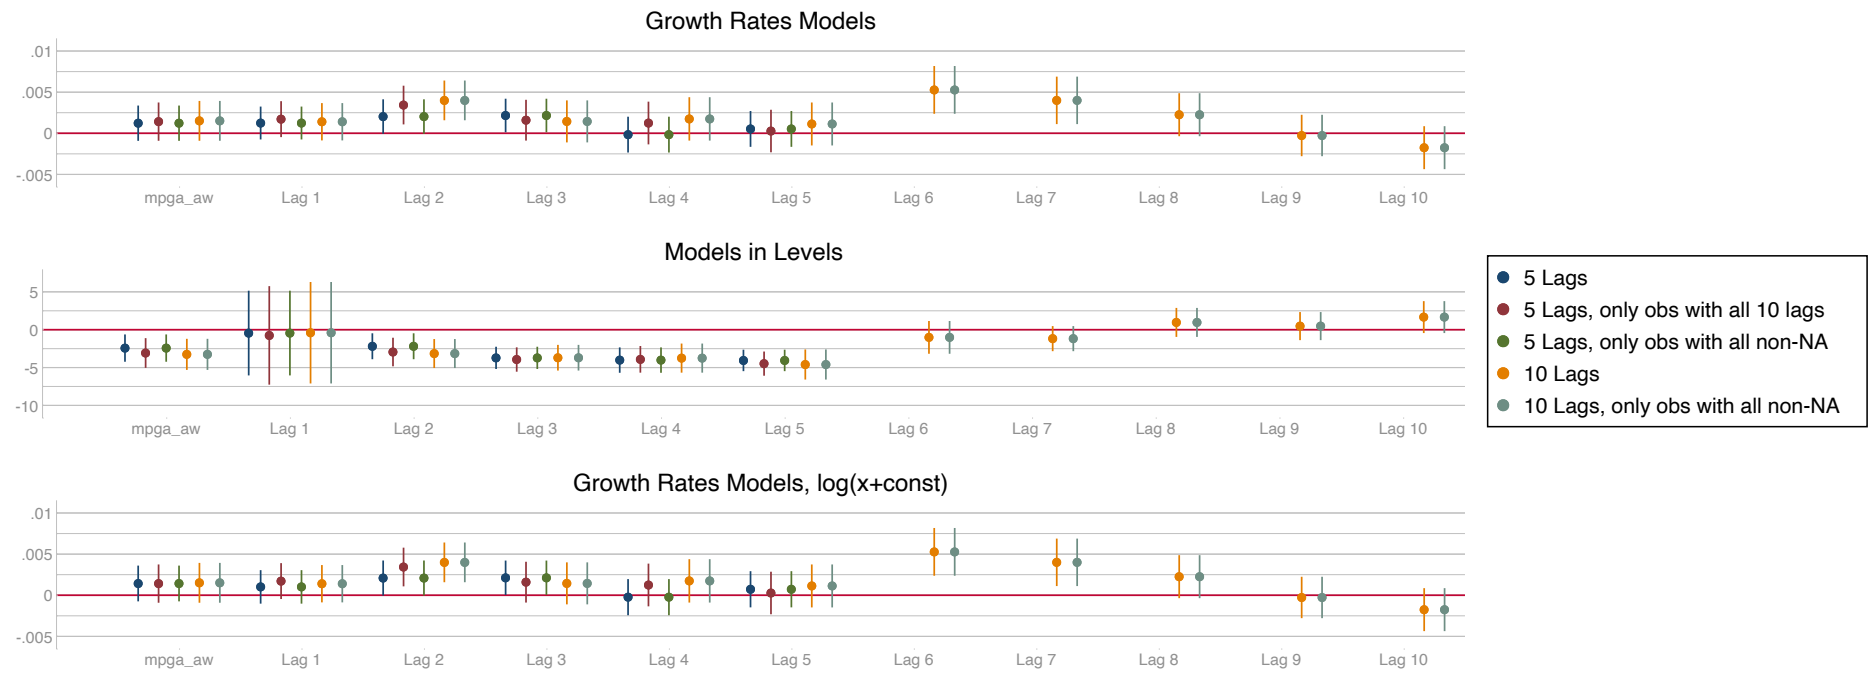 Growth Rates Models
.01
.005
0
-.005
mpga_aw Lag 1 Lag 2 Lag 3 Lag 4 Lag 5 Lag 6 Lag 7 Lag 8 Lag 9 Lag 10
Models in Levels
5
0
-5
-10
mpga_aw Lag 1 Lag 2 Lag 3 Lag 4 Lag 5 Lag 6 Lag 7 Lag 8 Lag 9 Lag 10
5 Lags
5 Lags, only obs with all 10 lags
5 Lags, only obs with all non-NA
10 Lags
10 Lags, only obs with all non-NA
Growth Rates Models, log(x+const)
.01
.005
0
-.005
mpga_aw Lag 1 Lag 2 Lag 3 Lag 4 Lag 5 Lag 6 Lag 7 Lag 8 Lag 9 Lag 10